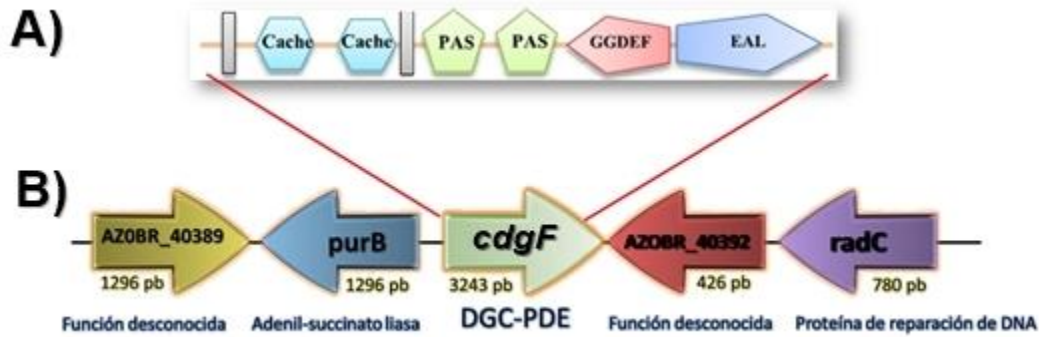 A)
Cache Cache PAS PAS GGDEF EAL
B)
AZOBR_40389 purB cdgF AZOBR_40392 radC
1296 pb 1296 pb 3243 pb 426 pb 780 pb
Función desconocida Adenil-succinato liasa DGC-PDE Función desconocida Proteína de reparación de DNA